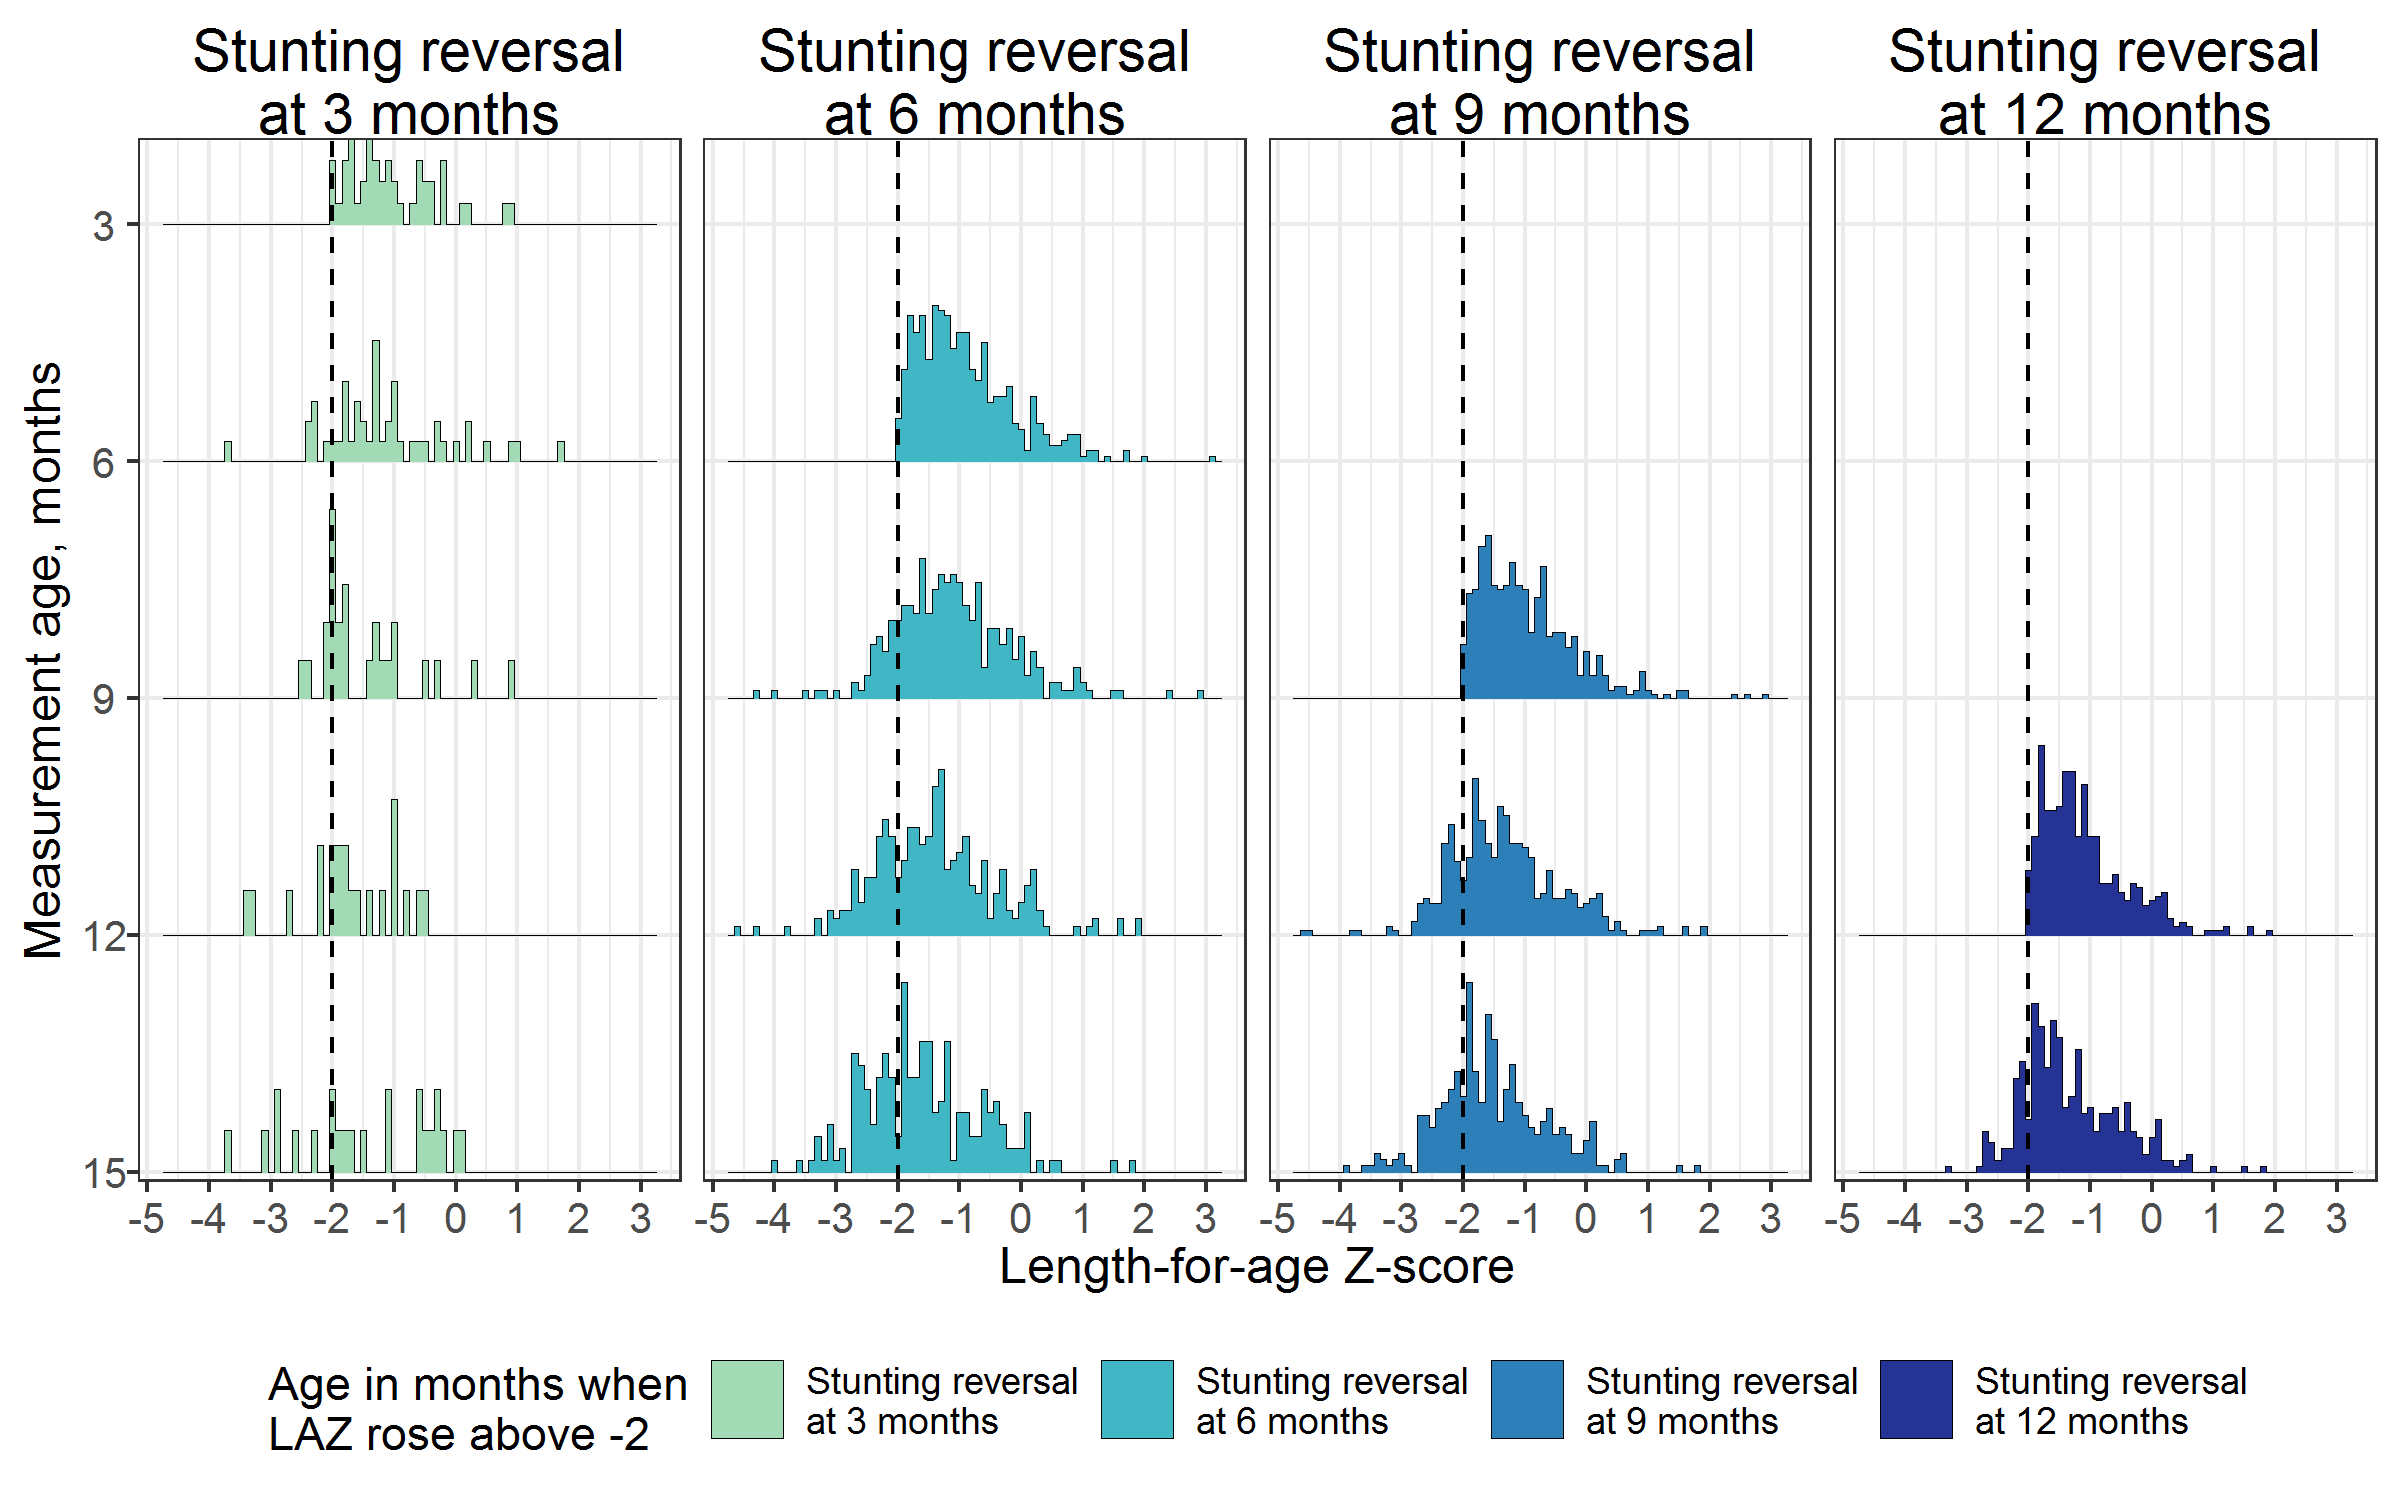 Stunting reversal
at 3 months
Stunting reversal
at 6 months
Stunting reversal
at 9 months
Stunting reversal
at 12 months
Measurement age, months
3
6
9
12
15
-5 -4 -3 -2 -1 0 1 2 3
-5 -4 -3 -2 -1 0 1 2 3
-5 -4 -3 -2 -1 0 1 2 3
-5 -4 -3 -2 -1 0 1 2 3
Length-for-age Z-score
Age in months when
LAZ rose above -2
Stunting reversal
at 3 months
Stunting reversal
at 6 months
Stunting reversal
at 9 months
Stunting reversal
at 12 months